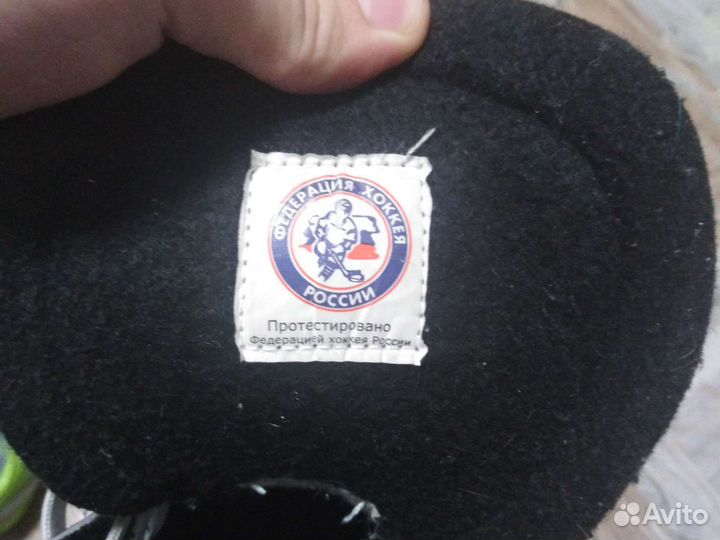 ФЕДЕРАЦИЯ ХОККЕЯ
РОССИИ
Протестировано
Федерацией хоккея России
Avito